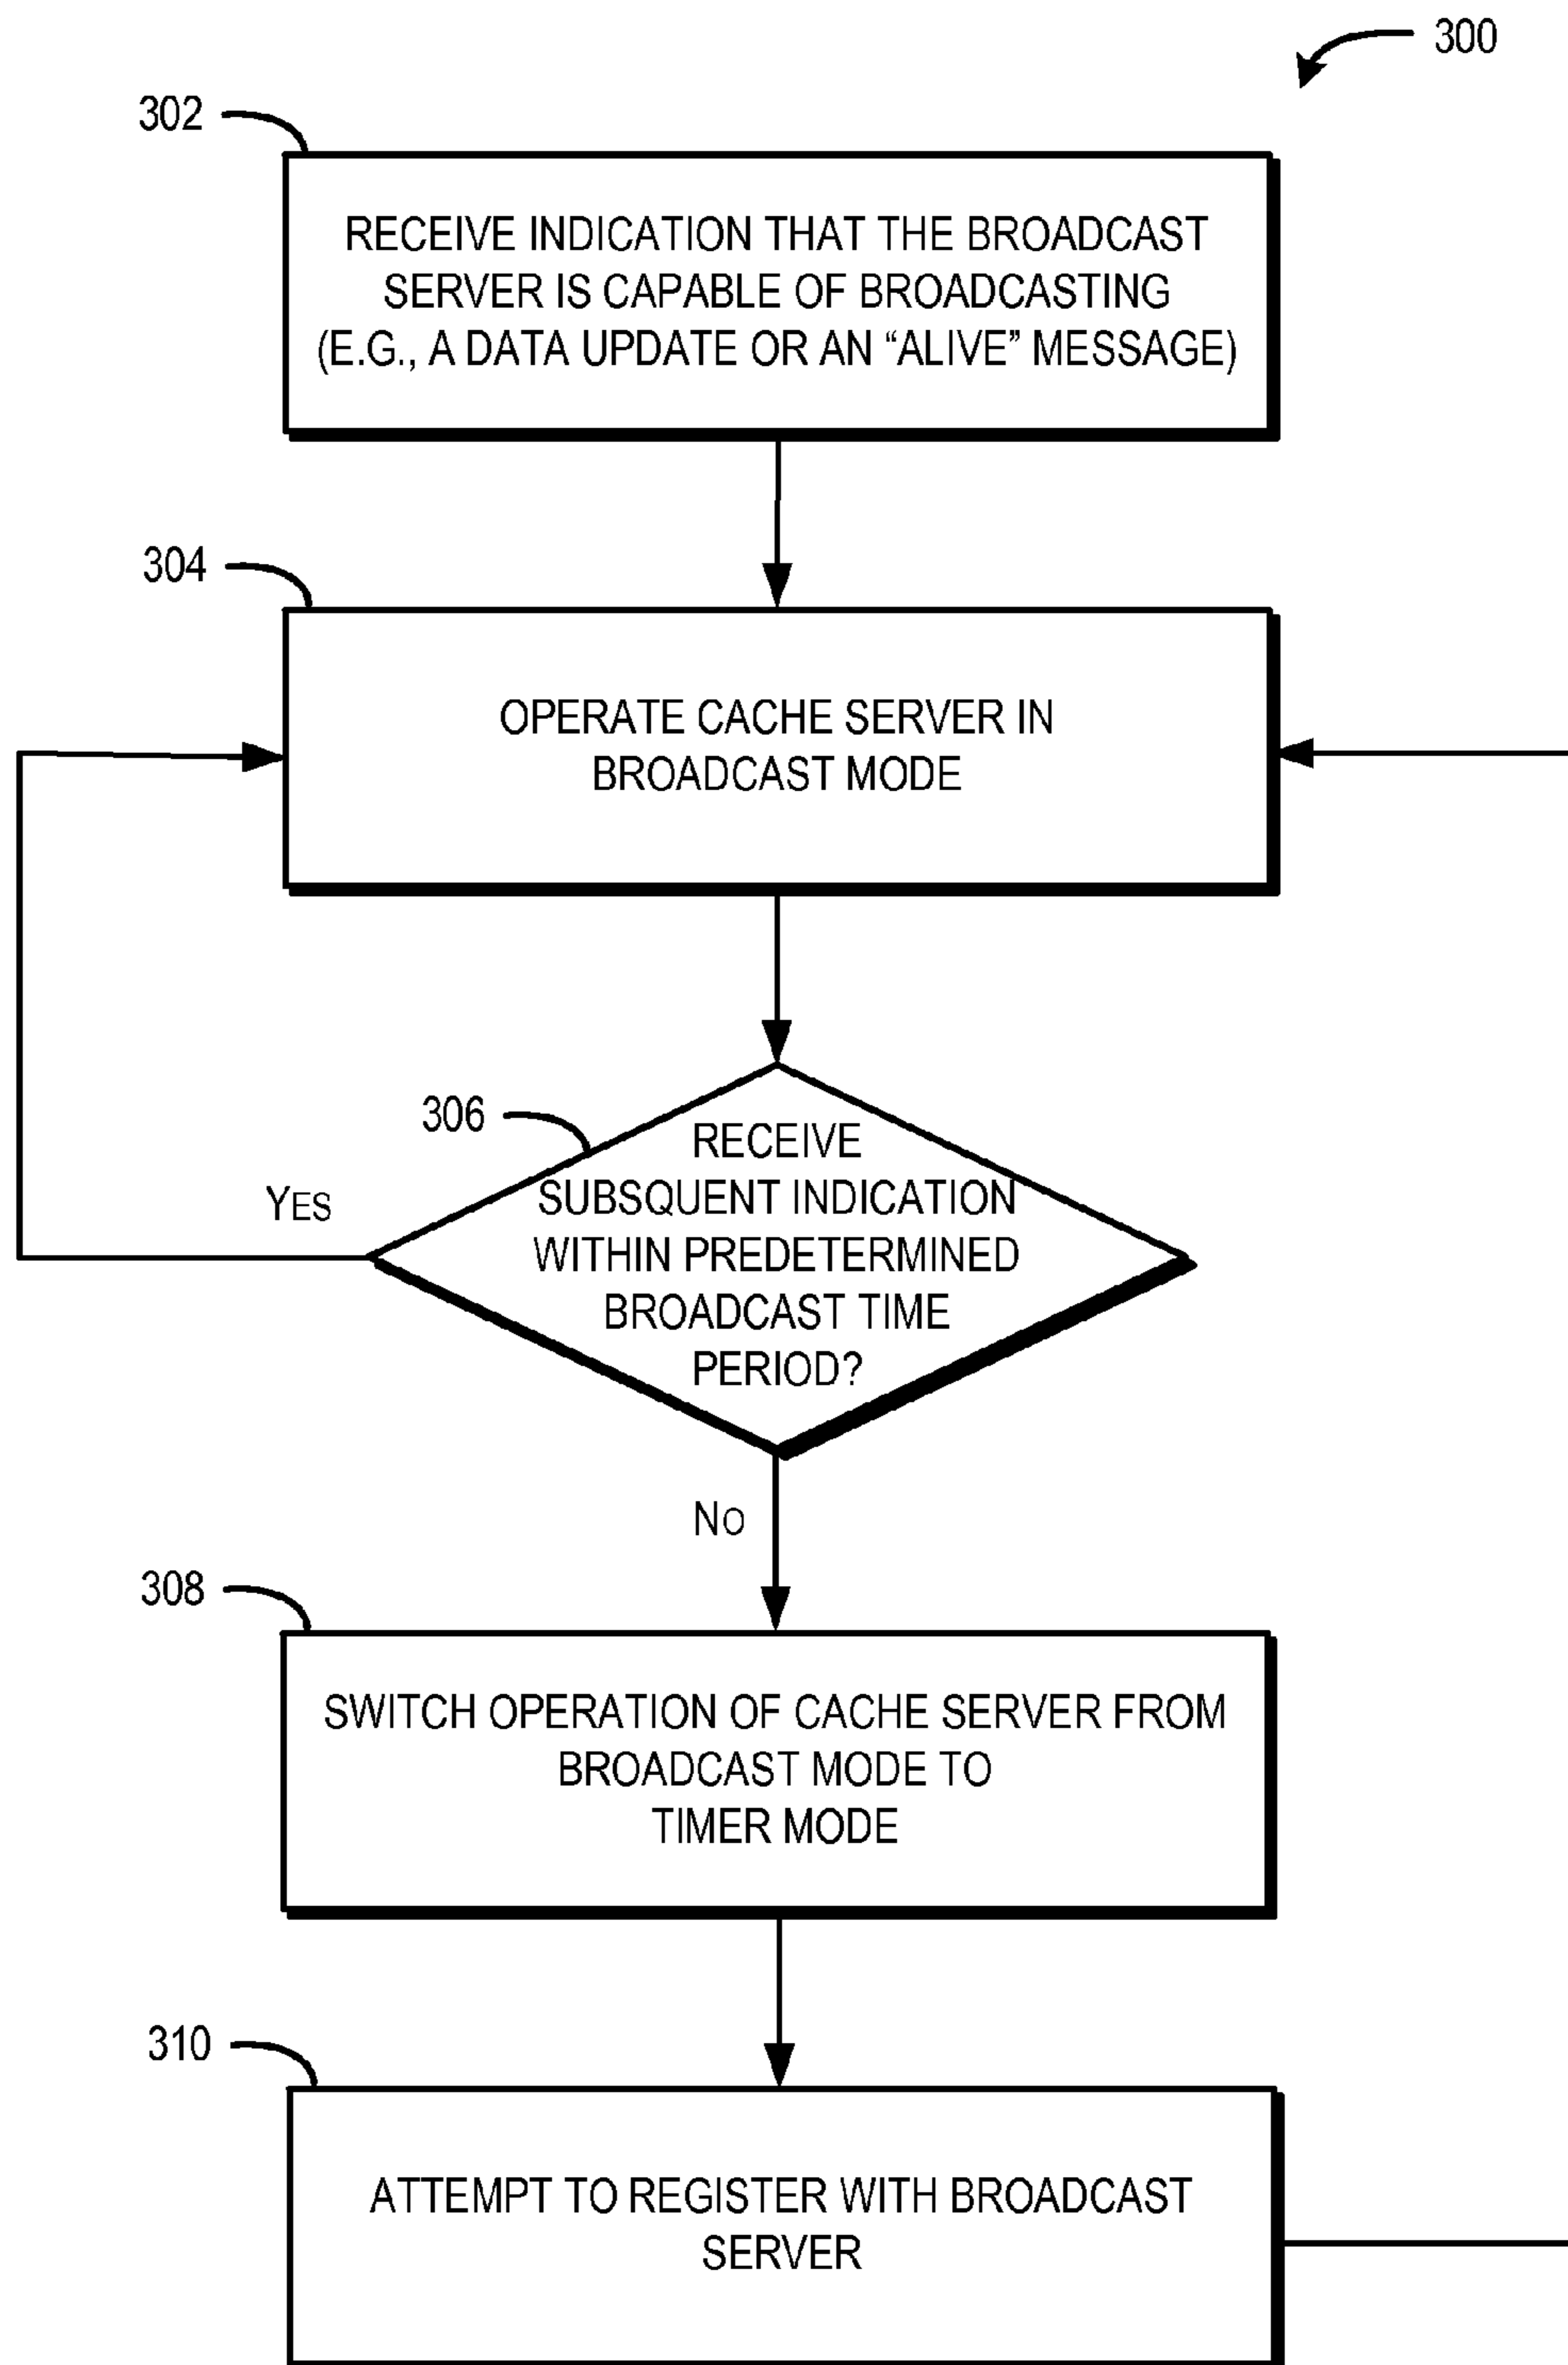 300
302
RECEIVE INDICATION THAT THE BROADCAST
SERVER IS CAPABLE OF BROADCASTING
(E.G., A DATA UPDATE OR AN “ALIVE” MESSAGE)
304
OPERATE CACHE SERVER IN
BROADCAST MODE
306
RECEIVE
SUBSQUENT INDICATION
WITHIN PREDETERMINED
BROADCAST TIME
PERIOD?
YES
NO
308
SWITCH OPERATION OF CACHE SERVER FROM
BROADCAST MODE TO
TIMER MODE
310
ATTEMPT TO REGISTER WITH BROADCAST
SERVER